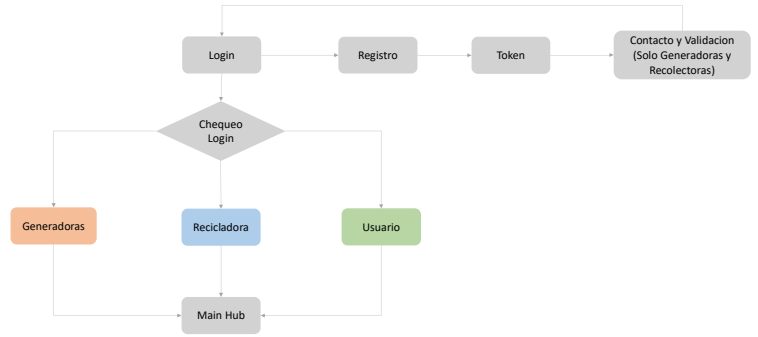 Login
Registro
Token
Contacto y Validacion
(Solo Generadoras y
Recolectoras)
Chequeo
Login
Generadoras
Recicladora
Usuario
Main Hub